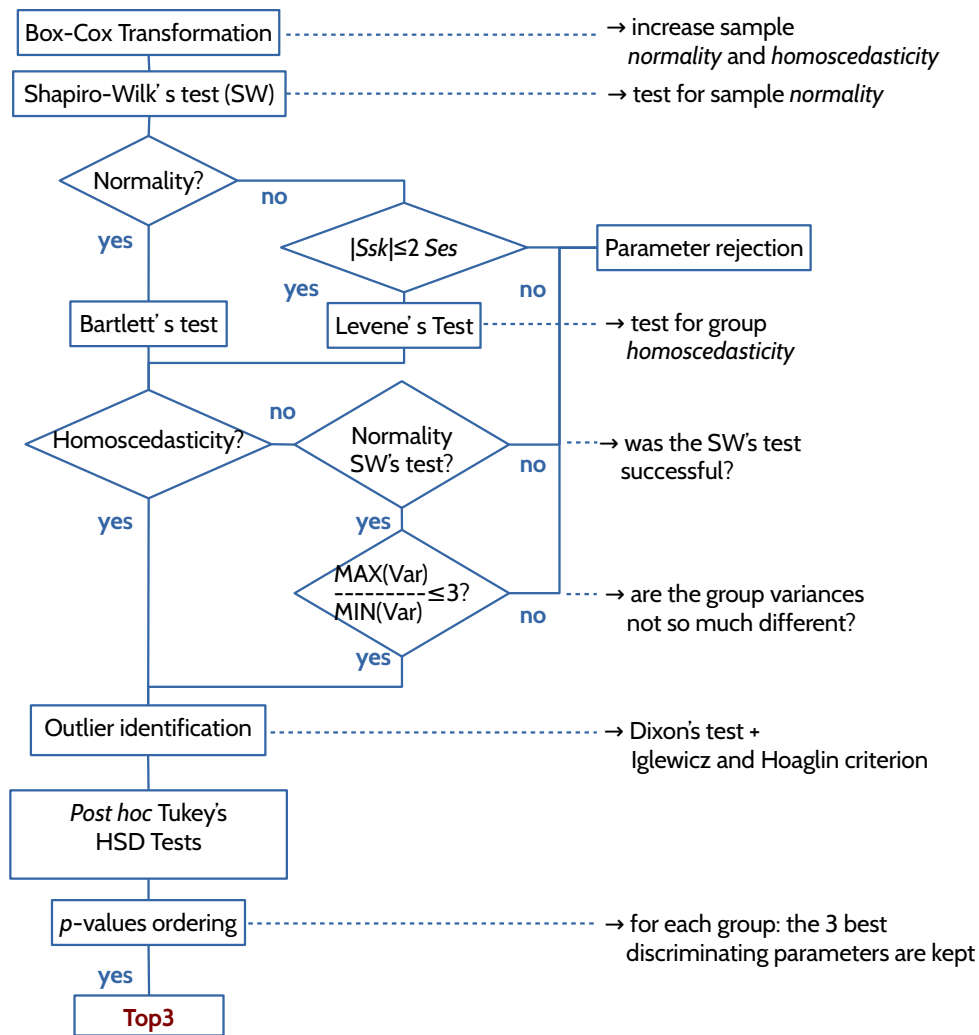 Box-Cox Transformation
→ increase sample
normality and homoscedasticity
Shapiro-Wilk' s test (SW)
→ test for sample normality
Normality?
no
yes
|Ssk|≤2 Ses
Parameter rejection
yes
no
Bartlett' s test
Levene' s Test
→ test for group
homoscedasticity
Homoscedasticity?
no
Normality
SW's test?
no
→ was the SW's test
successful?
yes
yes
MAX(Var)
---------- ≤3?
MIN(Var)
no
→ are the group variances
not so much different?
yes
Outlier identification
→ Dixon's test +
Iglewicz and Hoaglin criterion
Post hoc Tukey's
HSD Tests
p-values ordering
→ for each group: the 3 best
discriminating parameters are kept
yes
Top3